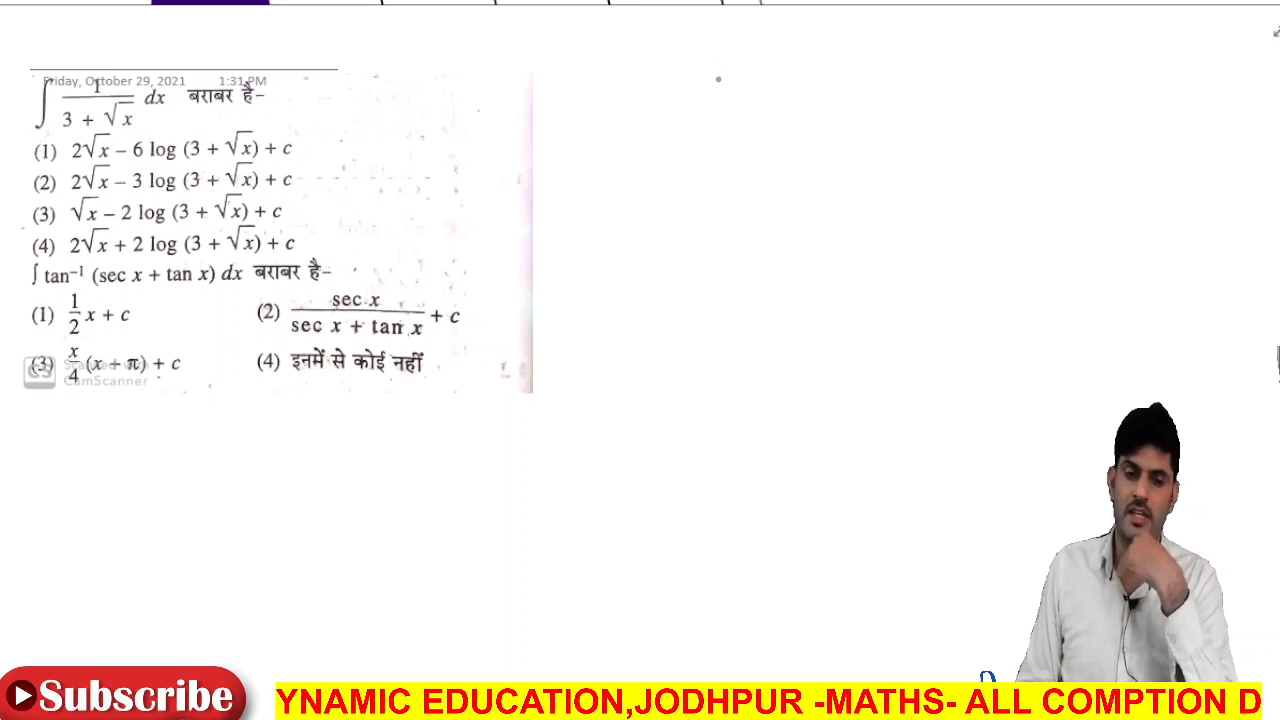 Friday, October 29, 2021 1:31 PM
∫ 1/(3 + √x) dx बराबर है–
(1) 2√x – 6 log (3 + √x) + c
(2) 2√x – 3 log (3 + √x) + c
(3) √x – 2 log (3 + √x) + c
(4) 2√x + 2 log (3 + √x) + c
∫ tan⁻¹ (sec x + tan x) dx बराबर है–
(1) 1/2 x + c (2) sec x/(sec x + tan x) + c
(3) x/4 (x + π) + c (4) इनमें से कोई नहीं
CS Scanned with
CamScanner
Subscribe
YNAMIC EDUCATION,JODHPUR -MATHS- ALL COMPTION D